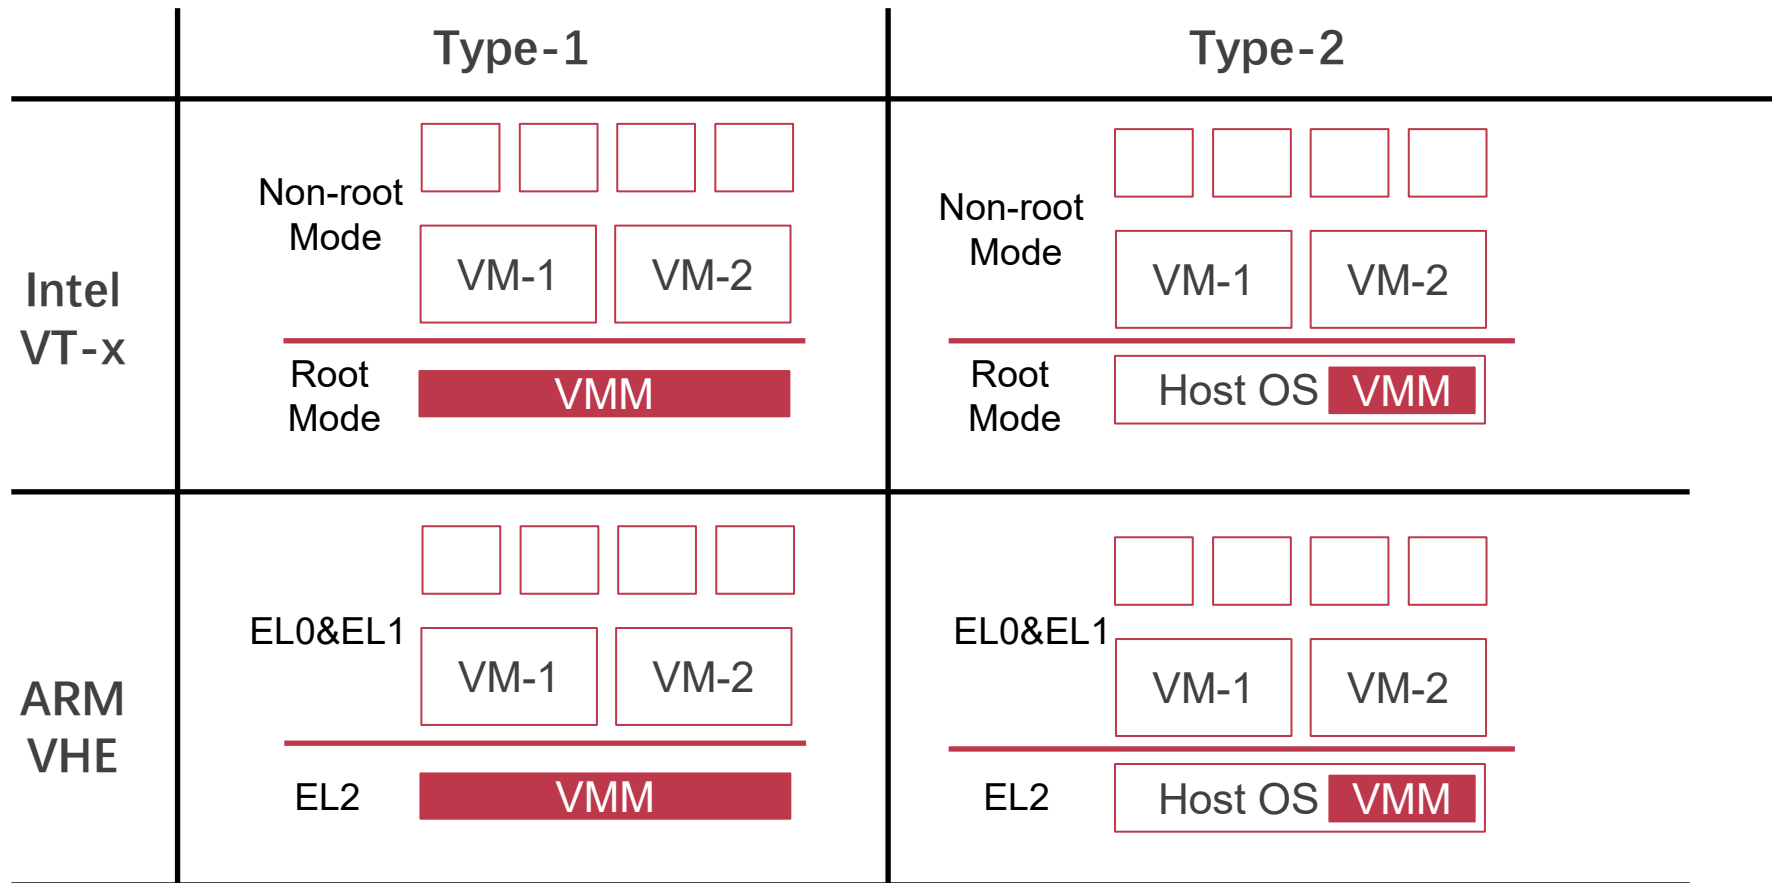 Type-1
Type-2
Intel
VT-x
Non-root
Mode
VM-1
VM-2
Root
Mode
VMM
Non-root
Mode
VM-1
VM-2
Root
Mode
Host OS
VMM
ARM
VHE
EL0&EL1
VM-1
VM-2
EL2
VMM
EL0&EL1
VM-1
VM-2
EL2
Host OS
VMM